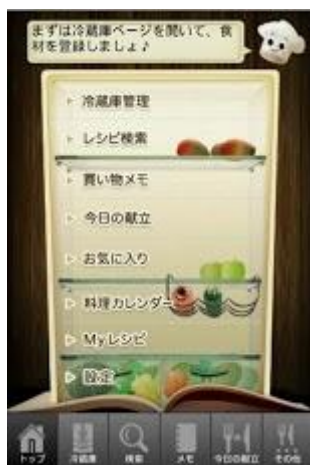 まずは冷蔵庫ページを開いて、食
材を登録しましょ♪
冷蔵庫管理
レシピ検索
買い物メモ
今日の献立
お気に入り
料理カレンダー
Myレシピ
設定
トップ
冷蔵庫
検索
メモ
今日の献立
その他